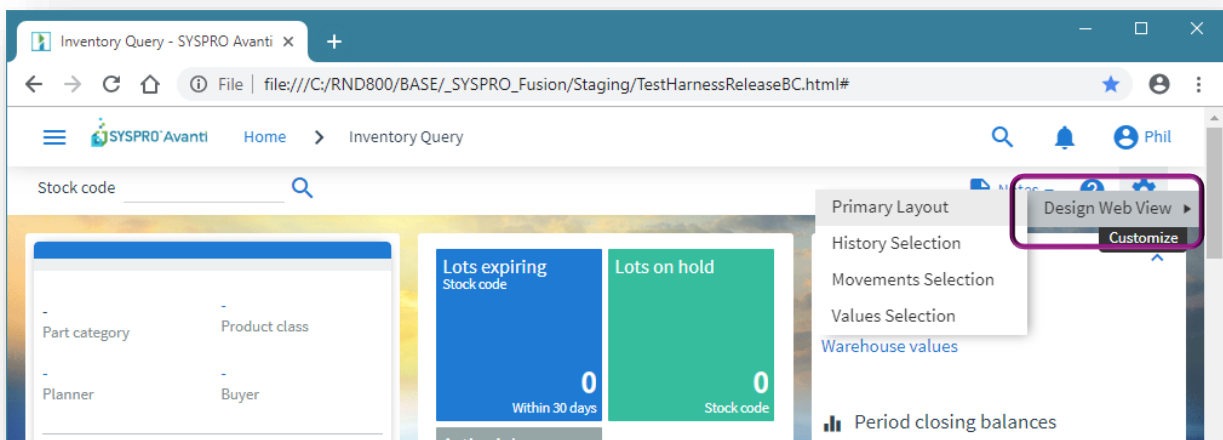 Inventory Query - SYSPRO Avanti
File | file:///C:/RND800/BASE/_SYSPRO_Fusion/Staging/TestHarnessReleaseBC.html#
SYSPRO Avanti Home Inventory Query Phil
Stock code Notes
Design Web View
Customize
Primary Layout
History Selection
Movements Selection
Values Selection
- -
Part category Product class
- -
Planner Buyer
Lots expiring
Stock code
0
Within 30 days
Lots on hold
0
Stock code
Warehouse values
Period closing balances